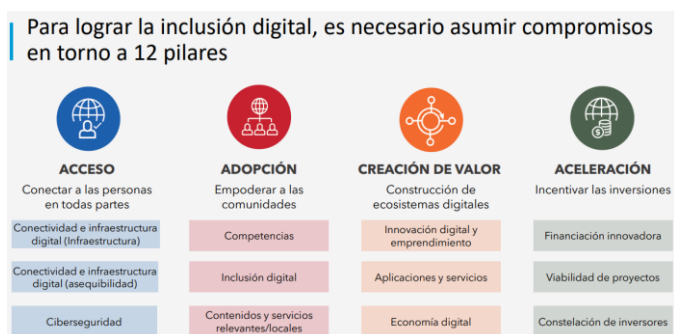 Para lograr la inclusión digital, es necesario asumir compromisos
en torno a 12 pilares
ACCESO
Conectar a las personas
en todas partes
Conectividad e infraestructura
digital (Infraestructura)
Conectividad e infraestructura
digital (asequibilidad)
Ciberseguridad
ADOPCIÓN
Empoderar a las
comunidades
Competencias
Inclusión digital
Contenidos y servicios
relevantes/locales
CREACIÓN DE VALOR
Construcción de
ecosistemas digitales
Innovación digital y
emprendimiento
Aplicaciones y servicios
Economía digital
ACELERACIÓN
Incentivar las inversiones
Financiación innovadora
Viabilidad de proyectos
Constelación de inversores